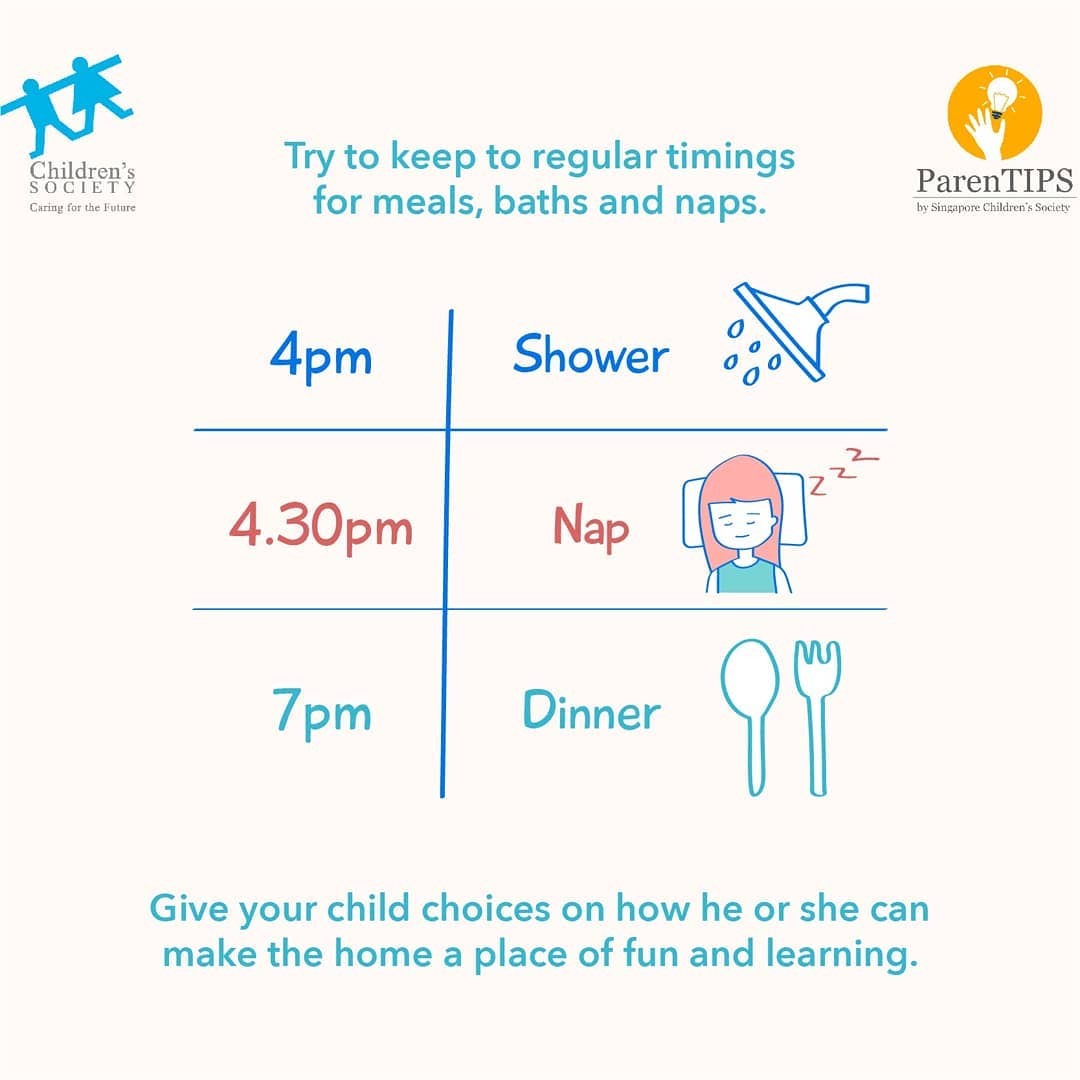 Children's
SOCIETY
Caring for the Future
ParenTIPS
by Singapore Children's Society
Try to keep to regular timings
for meals, baths and naps.
4pm Shower
4.30pm Nap
z z z
7pm Dinner
Give your child choices on how he or she can
make the home a place of fun and learning.